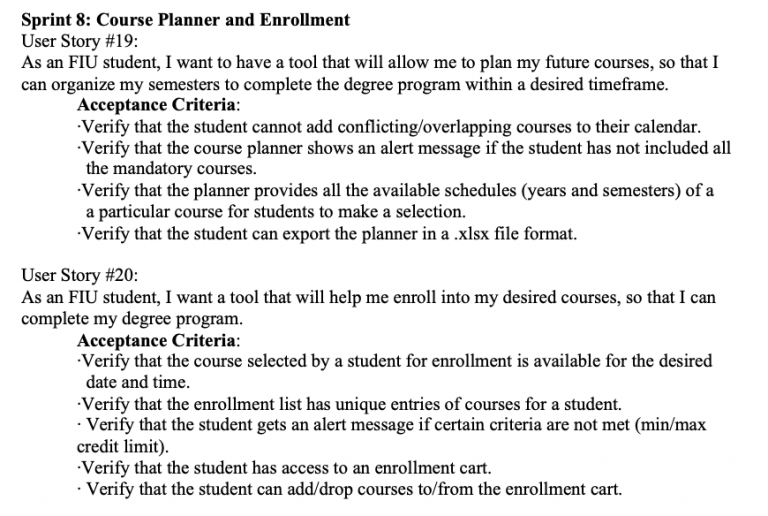 Sprint 8: Course Planner and Enrollment
User Story #19:
As an FIU student, I want to have a tool that will allow me to plan my future courses, so that I
can organize my semesters to complete the degree program within a desired timeframe.
Acceptance Criteria:
·Verify that the student cannot add conflicting/overlapping courses to their calendar.
·Verify that the course planner shows an alert message if the student has not included all
the mandatory courses.
·Verify that the planner provides all the available schedules (years and semesters) of a
a particular course for students to make a selection.
·Verify that the student can export the planner in a .xlsx file format.
User Story #20:
As an FIU student, I want a tool that will help me enroll into my desired courses, so that I can
complete my degree program.
Acceptance Criteria:
·Verify that the course selected by a student for enrollment is available for the desired
date and time.
·Verify that the enrollment list has unique entries of courses for a student.
· Verify that the student gets an alert message if certain criteria are not met (min/max
credit limit).
·Verify that the student has access to an enrollment cart.
· Verify that the student can add/drop courses to/from the enrollment cart.